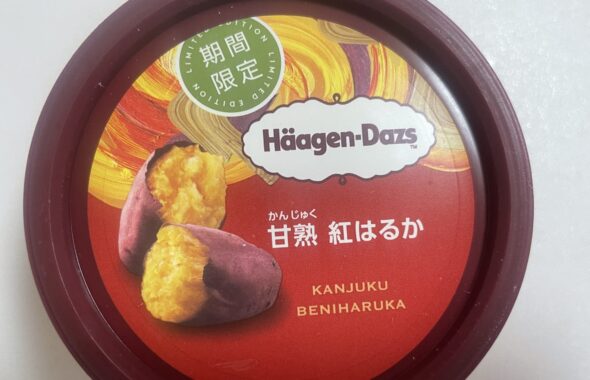 LIMITED EDITION LIMITED EDITION
期間
限定
Häagen-Dazs
™
かんじゅく
甘熟 紅はるか
KANJUKU
BENIHARUKA